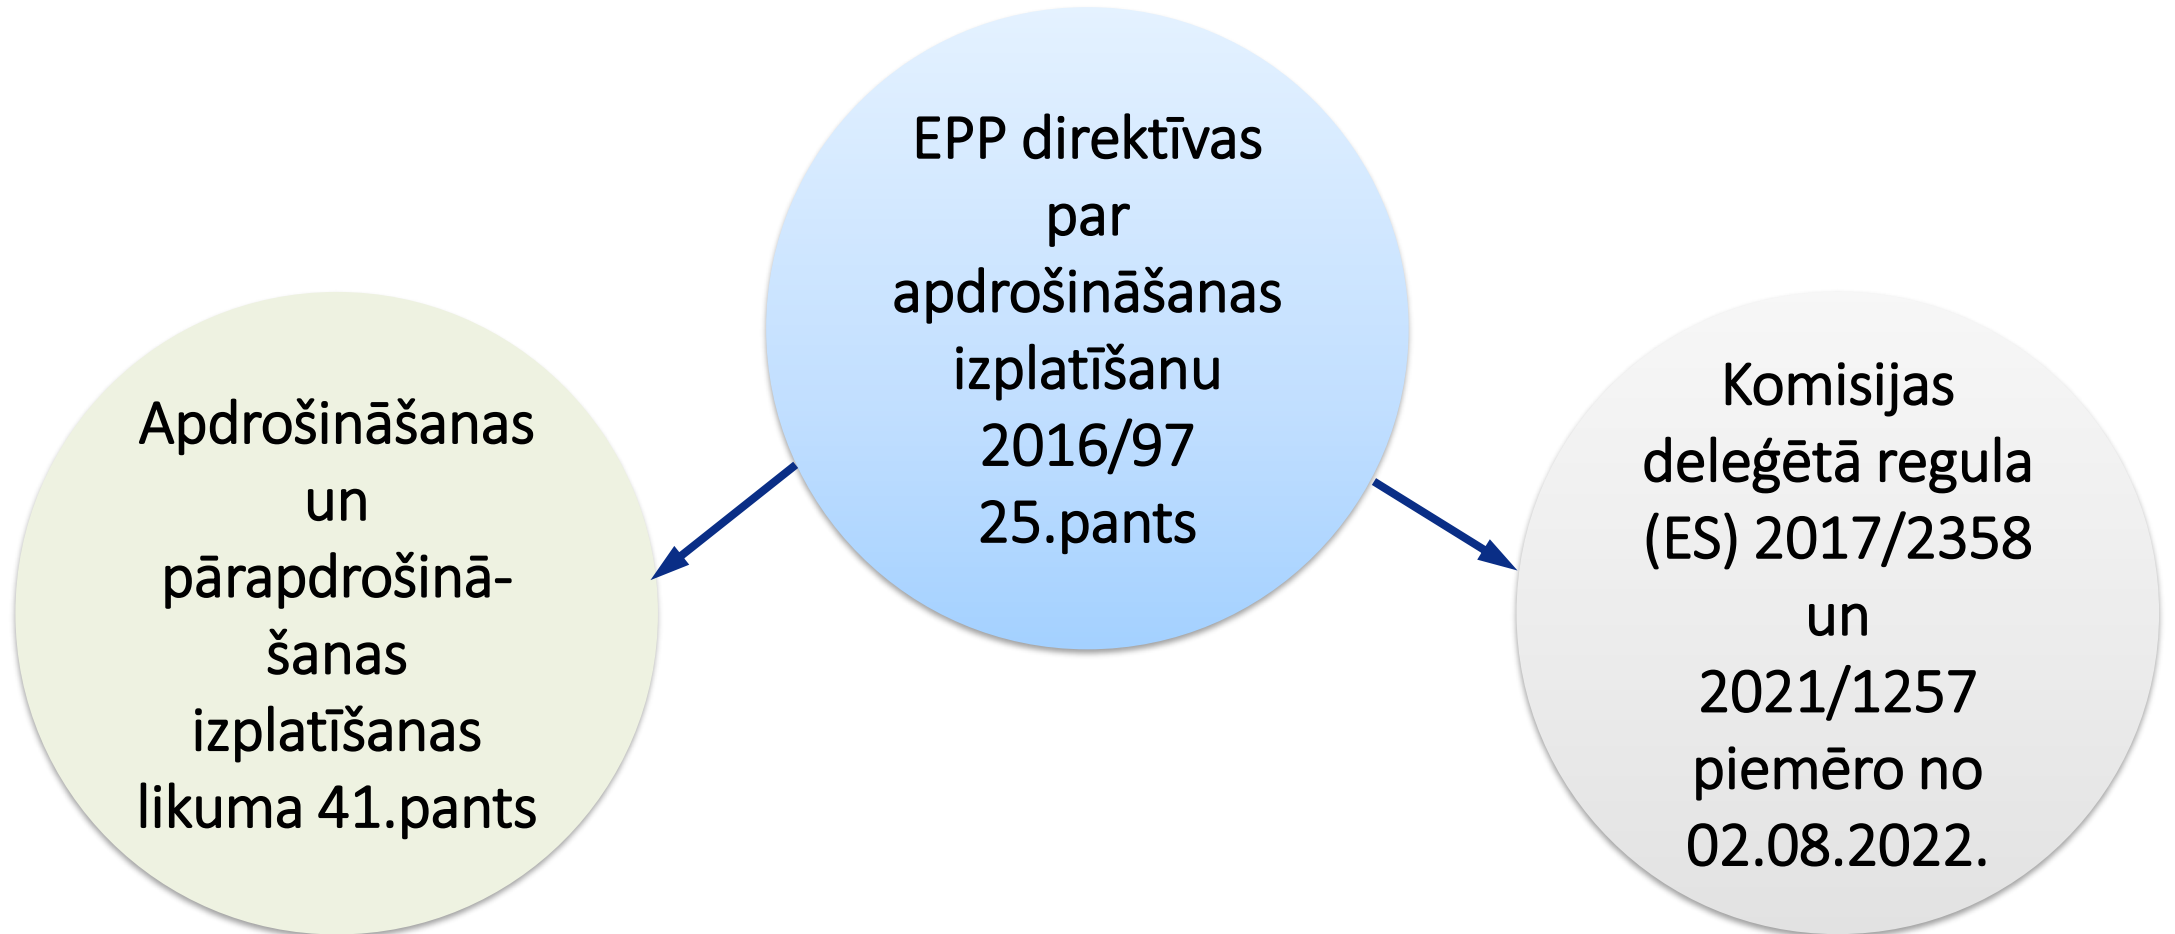 EPP direktīvas
par
apdrošināšanas
izplatīšanu
2016/97
25.pants
Apdrošināšanas
un
pārapdrošinā-
šanas
izplatīšanas
likuma 41.pants
Komisijas
deleģētā regula
(ES) 2017/2358
un
2021/1257
piemēro no
02.08.2022.